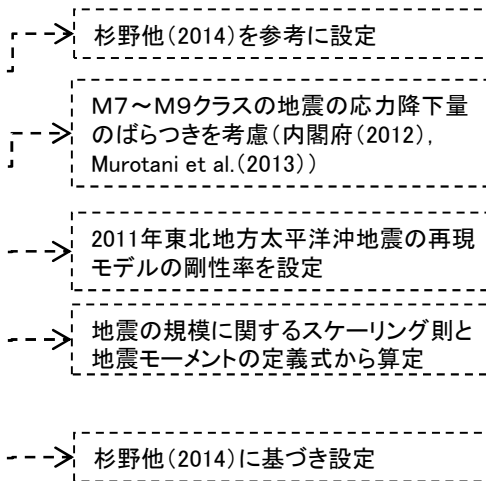 杉野他（2014）を参考に設定
M7～M9クラスの地震の応力降下量
のばらつきを考慮（内閣府（2012），
Murotani et al.（2013））
2011年東北地方太平洋沖地震の再現
モデルの剛性率を設定
地震の規模に関するスケーリング則と
地震モーメントの定義式から算定
杉野他（2014）に基づき設定